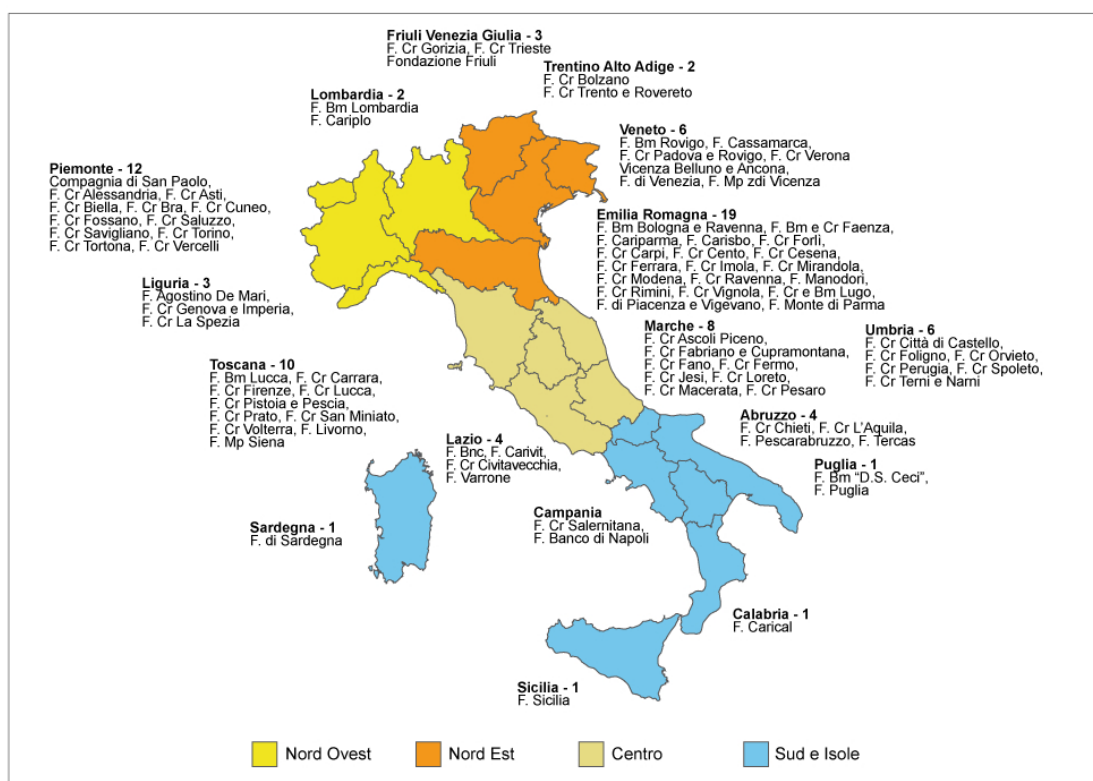 Friuli Venezia Giulia - 3
F. Cr Gorizia, F. Cr Trieste
Fondazione Friuli
Trentino Alto Adige - 2
F. Cr Bolzano
F. Cr Trento e Rovereto
Lombardia - 2
F. Bm Lombardia
F. Cariplo
Veneto - 6
F. Bm Rovigo, F. Cassamarca,
F. Cr Padova e Rovigo, F. Cr Verona
Vicenza Belluno e Ancona,
F. di Venezia, F. Mp zdi Vicenza
Piemonte - 12
Compagnia di San Paolo,
F. Cr Alessandria, F. Cr Asti,
F. Cr Biella, F. Cr Bra, F. Cr Cuneo,
F. Cr Fossano, F. Cr Saluzzo,
F. Cr Savigliano, F. Cr Torino,
F. Cr Tortona, F. Cr Vercelli
Emilia Romagna - 19
F. Bm Bologna e Ravenna, F. Bm e Cr Faenza,
F. Cariparma, F. Carisbo, F. Cr Forlì,
F. Cr Carpi, F. Cr Cento, F. Cr Cesena,
F. Cr Ferrara, F. Cr Imola, F. Cr Mirandola,
F. Cr Modena, F. Cr Ravenna, F. Manodori,
F. Cr Rimini, F. Cr Vignola, F. Cr e Bm Lugo,
F. di Piacenza e Vigevano, F. Monte di Parma
Liguria - 3
F. Agostino De Mari,
F. Cr Genova e Imperia,
F. Cr La Spezia
Marche - 8
F. Cr Ascoli Piceno,
F. Cr Fabriano e Cupramontana,
F. Cr Fano, F. Cr Fermo,
F. Cr Jesi, F. Cr Loreto,
F. Cr Macerata, F. Cr Pesaro
Umbria - 6
F. Cr Città di Castello,
F. Cr Foligno, F. Cr Orvieto,
F. Cr Perugia, F. Cr Spoleto,
F. Cr Terni e Narni
Toscana - 10
F. Bm Lucca, F. Cr Carrara,
F. Cr Firenze, F. Cr Lucca,
F. Cr Pistoia e Pescia,
F. Cr Prato, F. Cr San Miniato,
F. Cr Volterra, F. Livorno,
F. Mp Siena
Abruzzo - 4
F. Cr Chieti, F. Cr L'Aquila,
F. Pescarabruzzo, F. Tercas
Lazio - 4
F. Bnc, F. Carivit,
F. Cr Civitavecchia,
F. Varrone
Puglia - 1
F. Bm "D.S. Ceci",
F. Puglia
Campania
F. Cr Salernitana,
F. Banco di Napoli
Sardegna - 1
F. di Sardegna
Calabria - 1
F. Carical
Sicilia - 1
F. Sicilia
Nord Ovest
Nord Est
Centro
Sud e Isole